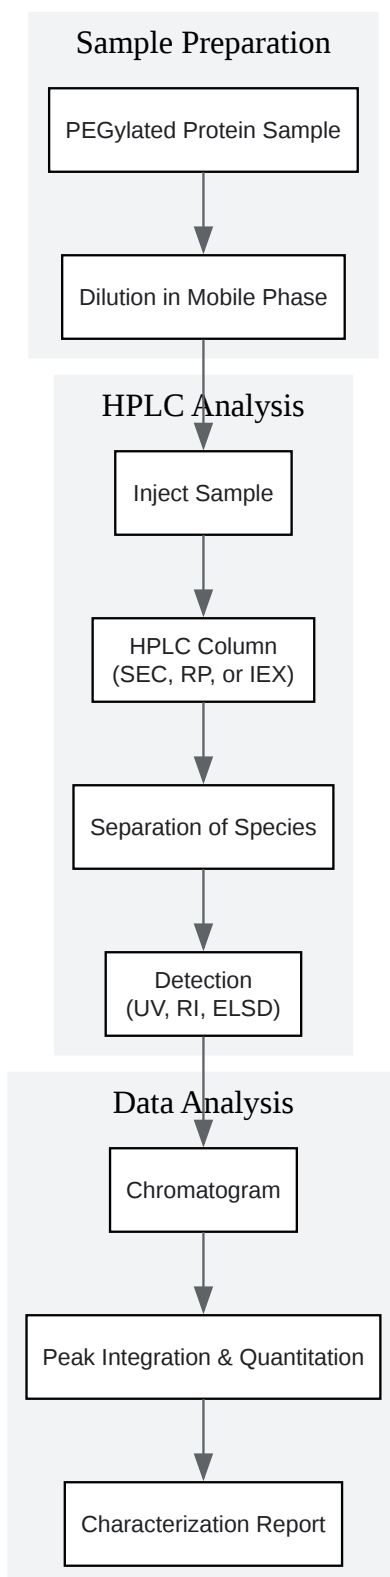 Sample Preparation
PEGylated Protein Sample
Dilution in Mobile Phase
HPLC Analysis
Inject Sample
HPLC Column
(SEC, RP, or IEX)
Separation of Species
Detection
(UV, RI, ELSD)
Data Analysis
Chromatogram
Peak Integration & Quantitation
Characterization Report